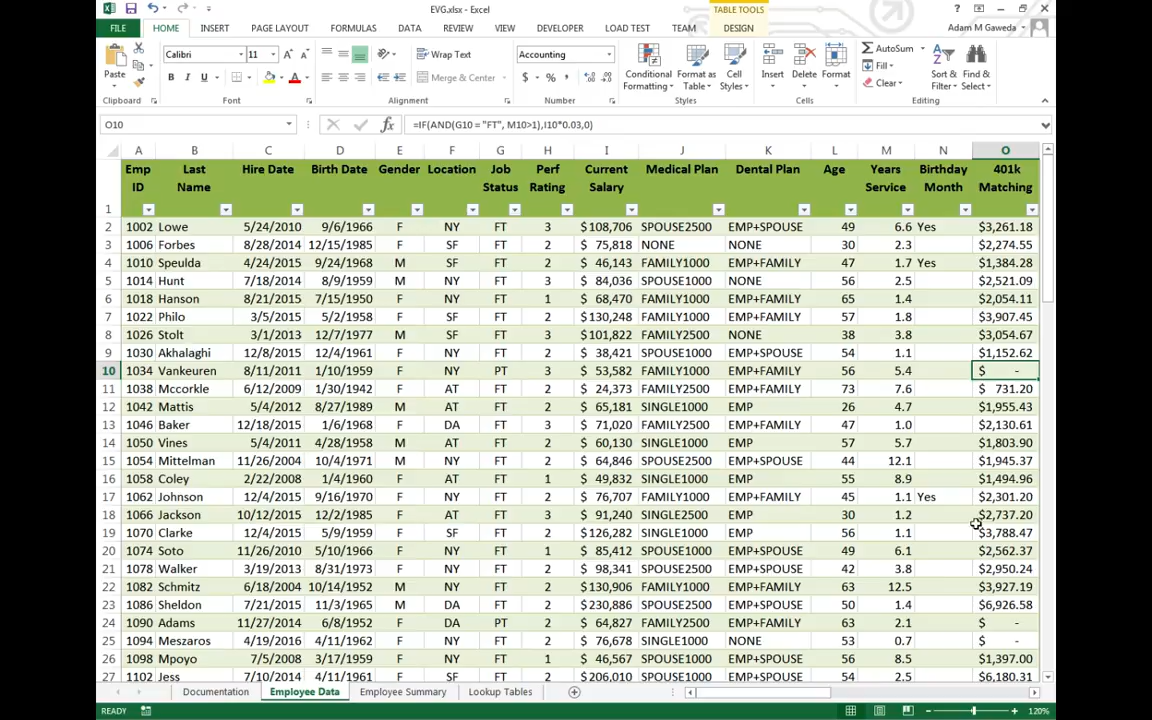 EVG.xlsx - Excel
TABLE TOOLS
FILE HOME INSERT PAGE LAYOUT FORMULAS DATA REVIEW VIEW DEVELOPER LOAD TEST TEAM DESIGN Adam M Gaweda
Paste Calibri 11 Wrap Text Accounting AutoSum
Conditional Format as Cell Insert Delete Format Fill Sort & Find &
B I U Merge & Center $ % Formatting Table Styles Clear Filter Select
Clipboard Font Alignment Number Styles Cells Editing
O10 fx =IF(AND(G10 = "FT", M10>1),I10*0.03,0)
A B C D E F G H I J K L M N O
1 Emp ID Last Name Hire Date Birth Date Gender Location Job Status Perf Rating Current Salary Medical Plan Dental Plan Age Years Service Birthday Month 401k Matching
2 1002 Lowe 5/24/2010 9/6/1966 F NY FT 3 $108,706 SPOUSE2500 EMP+SPOUSE 49 6.6 Yes $3,261.18
3 1006 Forbes 8/28/2014 12/15/1985 F SF FT 2 $ 75,818 NONE NONE 30 2.3 $2,274.55
4 1010 Speulda 4/24/2015 9/24/1968 M SF FT 2 $ 46,143 FAMILY1000 EMP+FAMILY 47 1.7 Yes $1,384.28
5 1014 Hunt 7/18/2014 8/9/1959 M NY FT 3 $ 84,036 SPOUSE1000 NONE 56 2.5 $2,521.09
6 1018 Hanson 8/21/2015 7/15/1950 F NY FT 1 $ 68,470 FAMILY1000 EMP+FAMILY 65 1.4 $2,054.11
7 1022 Philo 3/5/2015 5/2/1958 F SF FT 2 $130,248 FAMILY1000 EMP+FAMILY 57 1.8 $3,907.45
8 1026 Stolt 3/1/2013 12/7/1977 M SF FT 3 $101,822 FAMILY2500 NONE 38 3.8 $3,054.67
9 1030 Akhalaghi 12/8/2015 12/4/1961 F NY FT 2 $ 38,421 SPOUSE1000 EMP+SPOUSE 54 1.1 $1,152.62
10 1034 Vankeuren 8/11/2011 1/10/1959 F NY PT 3 $ 53,582 FAMILY1000 EMP+FAMILY 56 5.4 $ -
11 1038 Mccorkle 6/12/2009 1/30/1942 F AT FT 2 $ 24,373 FAMILY2500 EMP+FAMILY 73 7.6 $ 731.20
12 1042 Mattis 5/4/2012 8/27/1989 M AT FT 2 $ 65,181 SINGLE1000 EMP 26 4.7 $1,955.43
13 1046 Baker 12/18/2015 1/6/1968 F DA FT 3 $ 71,020 FAMILY2500 EMP+FAMILY 47 1.0 $2,130.61
14 1050 Vines 5/4/2011 4/28/1958 M AT FT 2 $ 60,130 SINGLE1000 EMP 57 5.7 $1,803.90
15 1054 Mittelman 11/26/2004 10/4/1971 M NY FT 2 $ 64,846 SPOUSE2500 EMP+SPOUSE 44 12.1 $1,945.37
16 1058 Coley 2/22/2008 1/4/1960 F AT FT 1 $ 49,832 SINGLE1000 EMP 55 8.9 $1,494.96
17 1062 Johnson 12/4/2015 9/16/1970 F NY FT 2 $ 76,707 FAMILY1000 EMP+FAMILY 45 1.1 Yes $2,301.20
18 1066 Jackson 10/12/2015 12/2/1985 F AT FT 3 $ 91,240 SINGLE2500 EMP 30 1.2 $2,737.20
19 1070 Clarke 12/4/2015 5/9/1959 F SF FT 2 $126,282 SINGLE1000 EMP 56 1.1 $3,788.47
20 1074 Soto 11/26/2010 5/10/1966 F NY FT 1 $ 85,412 SPOUSE1000 EMP+SPOUSE 49 6.1 $2,562.37
21 1078 Walker 3/19/2013 8/31/1973 F NY FT 2 $ 98,341 SPOUSE2500 EMP+SPOUSE 42 3.8 $2,950.24
22 1082 Schmitz 6/18/2004 10/14/1952 M NY FT 2 $130,906 FAMILY1000 EMP+FAMILY 63 12.5 $3,927.19
23 1086 Sheldon 7/21/2015 11/3/1965 M DA FT 2 $230,886 SPOUSE2500 EMP+SPOUSE 50 1.4 $6,926.58
24 1090 Adams 11/27/2014 6/8/1952 F DA PT 2 $ 64,827 FAMILY1000 EMP+FAMILY 63 2.1 $ -
25 1094 Meszaros 4/19/2016 4/11/1962 F NY FT 2 $ 76,678 SINGLE1000 NONE 53 0.7 $ -
26 1098 Mpoyo 7/5/2008 3/17/1959 F NY FT 1 $ 46,567 SPOUSE1000 EMP+SPOUSE 56 8.5 $1,397.00
27 1102 Jess 7/10/2014 4/11/1961 F SF FT 2 $206,010 SPOUSE1000 EMP+SPOUSE 54 2.5 $6,180.31
Documentation Employee Data Employee Summary Lookup Tables
READY 120%